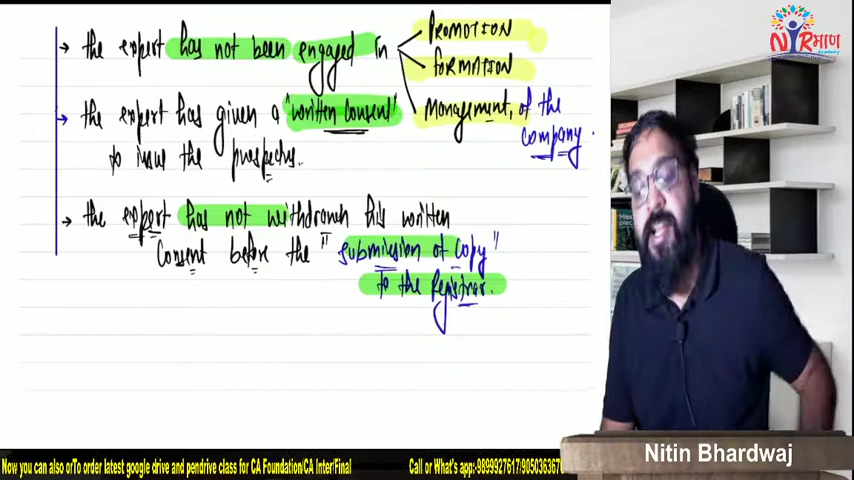 → the expert has not been engaged in
PROMOTION
FORMATION
Management, of the company.
→ the expert has given a "written consent"
to issue the prospectus.
→ the expert has not withdrawn his written
consent before the "submission of copy"
to the Registrar.
NIRमाण
Academy
Nitin Bhardwaj
Now you can also orTo order latest google drive and pendrive class for CA Foundation/CA Inter/Final
Call or What's app:-9899927617/9050363676